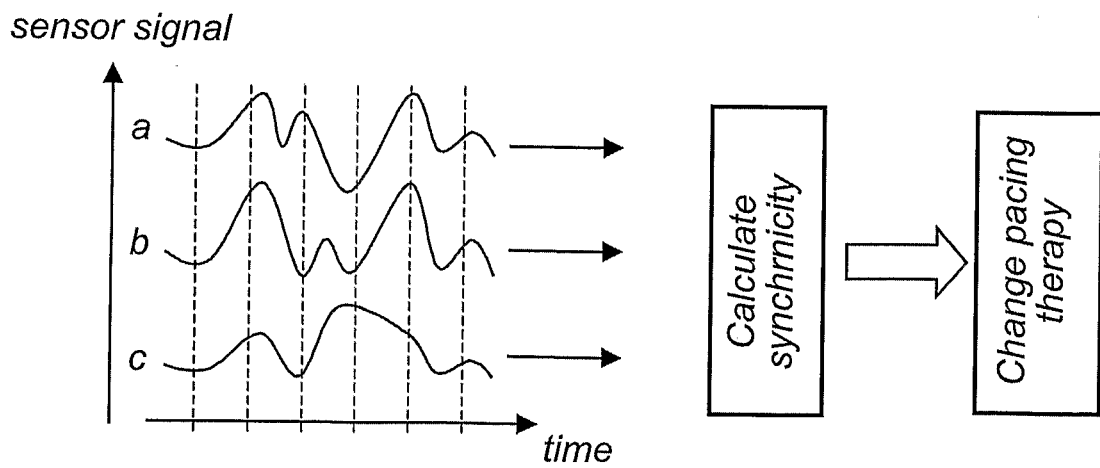 sensor signal
a
b
c
time
Calculate
synchrnicity
Change pacing
therapy